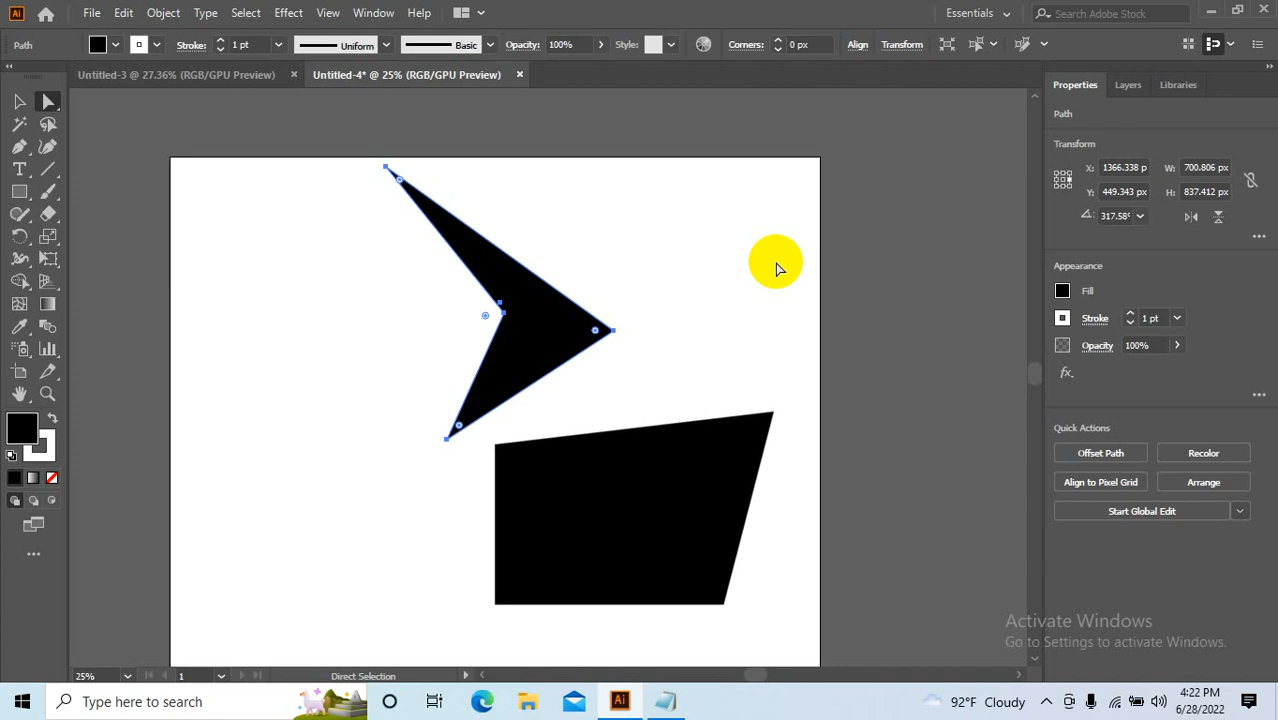 Ai File Edit Object Type Select Effect View Window Help Essentials Search Adobe Stock
Path Stroke: 1 pt Uniform Basic Opacity: 100% Style: Corners: 0 px Align Transform
Untitled-3 @ 27.36% (RGB/GPU Preview) × Untitled-4* @ 25% (RGB/GPU Preview) ×
Properties Layers Libraries
Path
Transform
X: 1366.338 p W: 700.806 px
Y: 449.343 px H: 837.412 px
317.58°
Appearance
Fill
Stroke 1 pt
Opacity 100%
fx.
Quick Actions
Offset Path Recolor
Align to Pixel Grid Arrange
Start Global Edit
Activate Windows
Go to Settings to activate Windows.
25% 1 Direct Selection
Type here to search Ai 92°F Cloudy 4:22 PM
6/28/2022